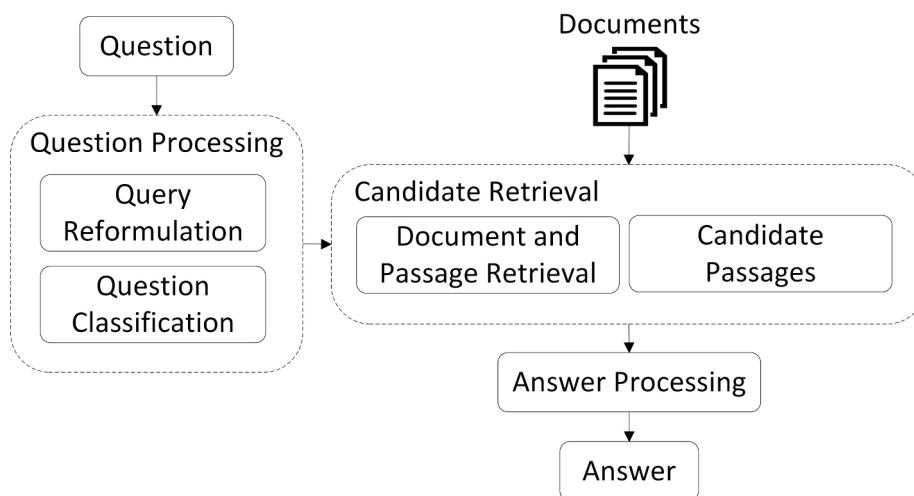 Question
Documents
Question Processing
Query
Reformulation
Question
Classification
Candidate Retrieval
Document and
Passage Retrieval
Candidate
Passages
Answer Processing
Answer